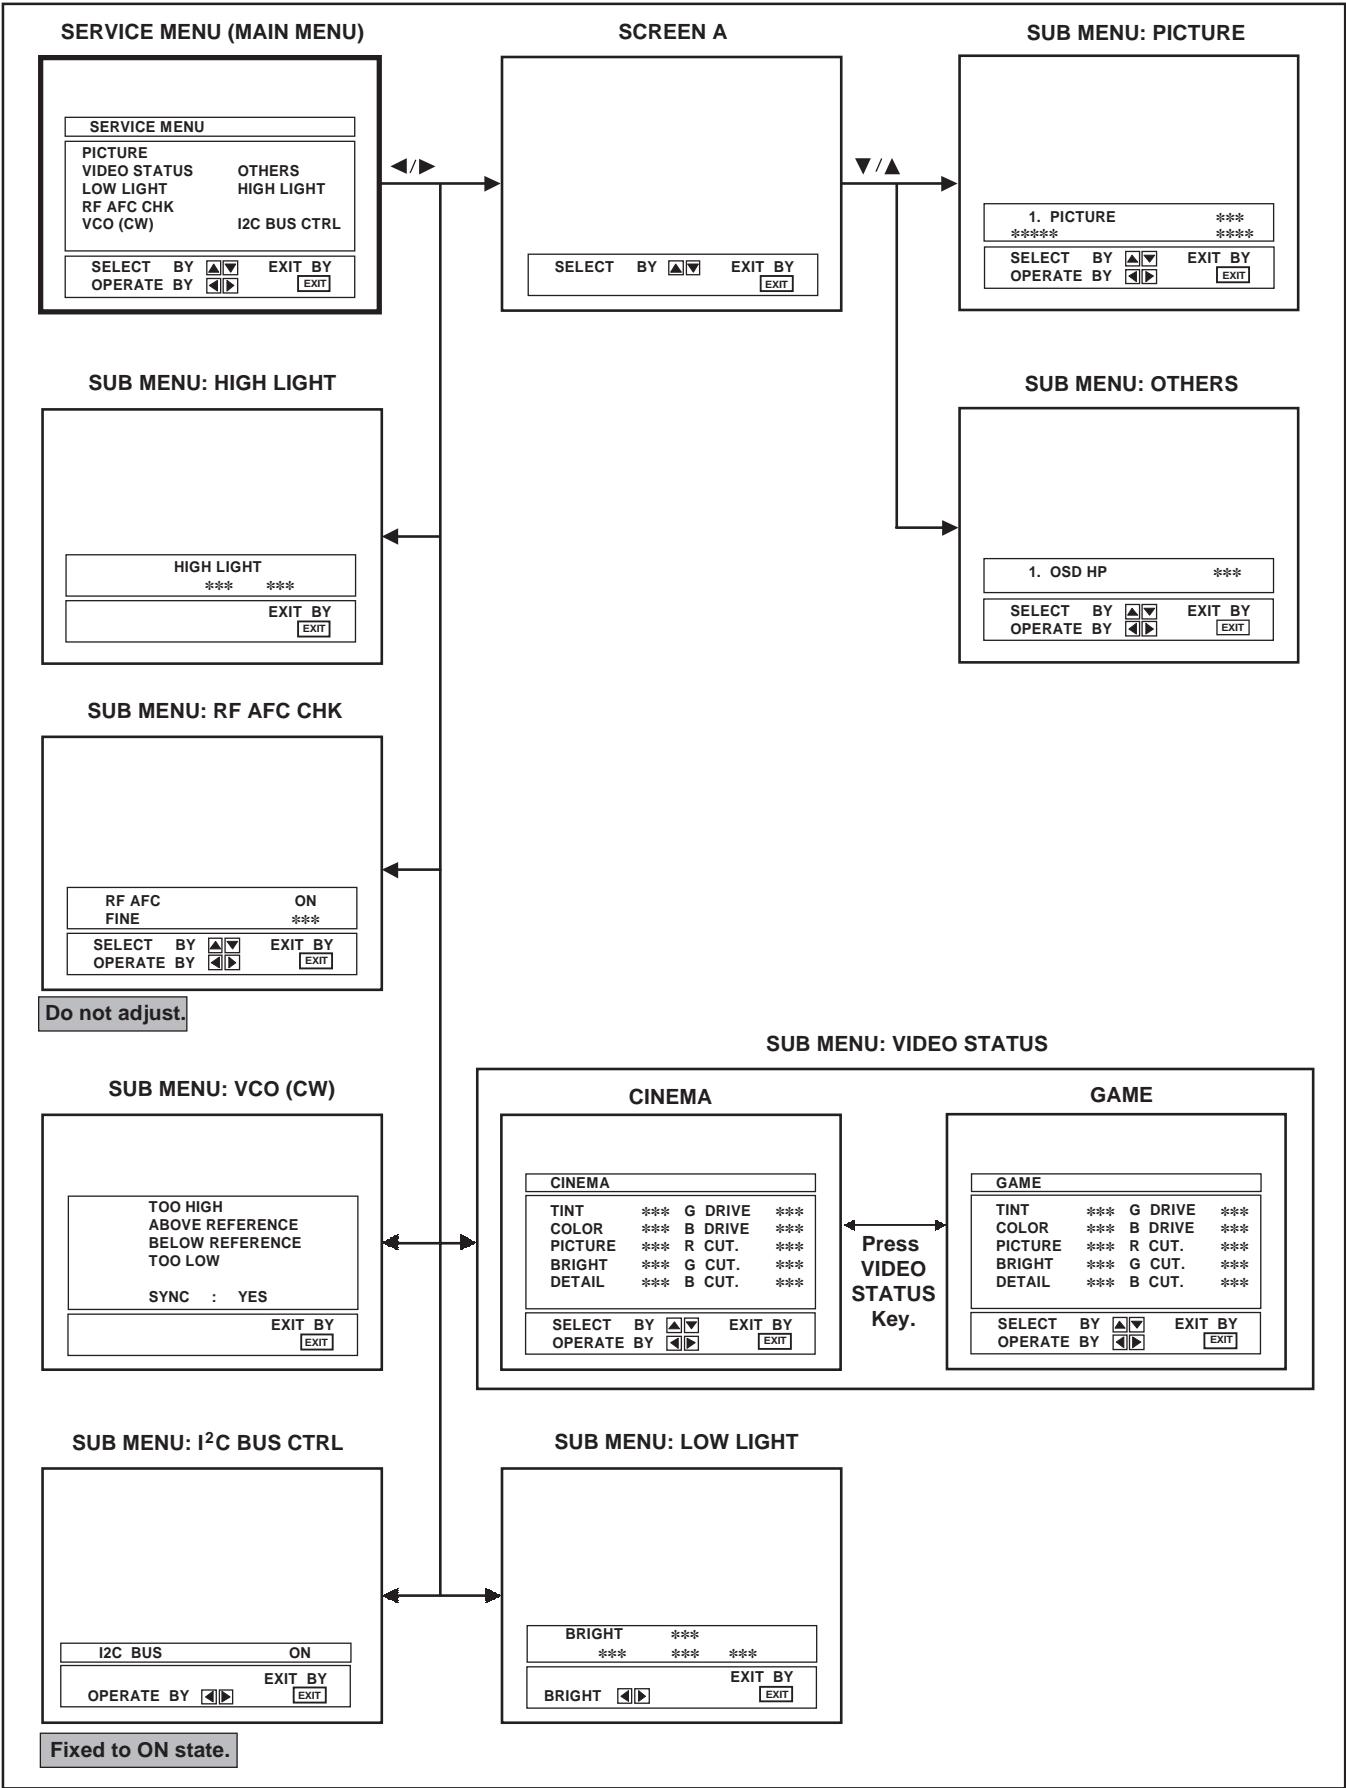 SERVICE MENU (MAIN MENU)
SERVICE MENU
PICTURE
VIDEO STATUS OTHERS
LOW LIGHT HIGH LIGHT
RF AFC CHK
VCO (CW) I2C BUS CTRL
SELECT BY ▲▼ EXIT BY
OPERATE BY ◀▶ EXIT
◀/▶
SCREEN A
SELECT BY ▲▼ EXIT BY
EXIT
▼/▲
SUB MENU: PICTURE
1. PICTURE ***
***** ****
SELECT BY ▲▼ EXIT BY
OPERATE BY ◀▶ EXIT
SUB MENU: HIGH LIGHT
HIGH LIGHT
*** ***
EXIT BY
EXIT
SUB MENU: OTHERS
1. OSD HP ***
SELECT BY ▲▼ EXIT BY
OPERATE BY ◀▶ EXIT
SUB MENU: RF AFC CHK
RF AFC ON
FINE ***
SELECT BY ▲▼ EXIT BY
OPERATE BY ◀▶ EXIT
Do not adjust.
SUB MENU: VCO (CW)
TOO HIGH
ABOVE REFERENCE
BELOW REFERENCE
TOO LOW
SYNC : YES
EXIT BY
EXIT
SUB MENU: VIDEO STATUS
CINEMA
CINEMA
TINT *** G DRIVE ***
COLOR *** B DRIVE ***
PICTURE *** R CUT. ***
BRIGHT *** G CUT. ***
DETAIL *** B CUT. ***
SELECT BY ▲▼ EXIT BY
OPERATE BY ◀▶ EXIT
Press
VIDEO
STATUS
Key.
GAME
GAME
TINT *** G DRIVE ***
COLOR *** B DRIVE ***
PICTURE *** R CUT. ***
BRIGHT *** G CUT. ***
DETAIL *** B CUT. ***
SELECT BY ▲▼ EXIT BY
OPERATE BY ◀▶ EXIT
SUB MENU: I²C BUS CTRL
I2C BUS ON
EXIT BY
OPERATE BY ◀▶ EXIT
Fixed to ON state.
SUB MENU: LOW LIGHT
BRIGHT ***
*** *** ***
EXIT BY
BRIGHT ◀▶ EXIT